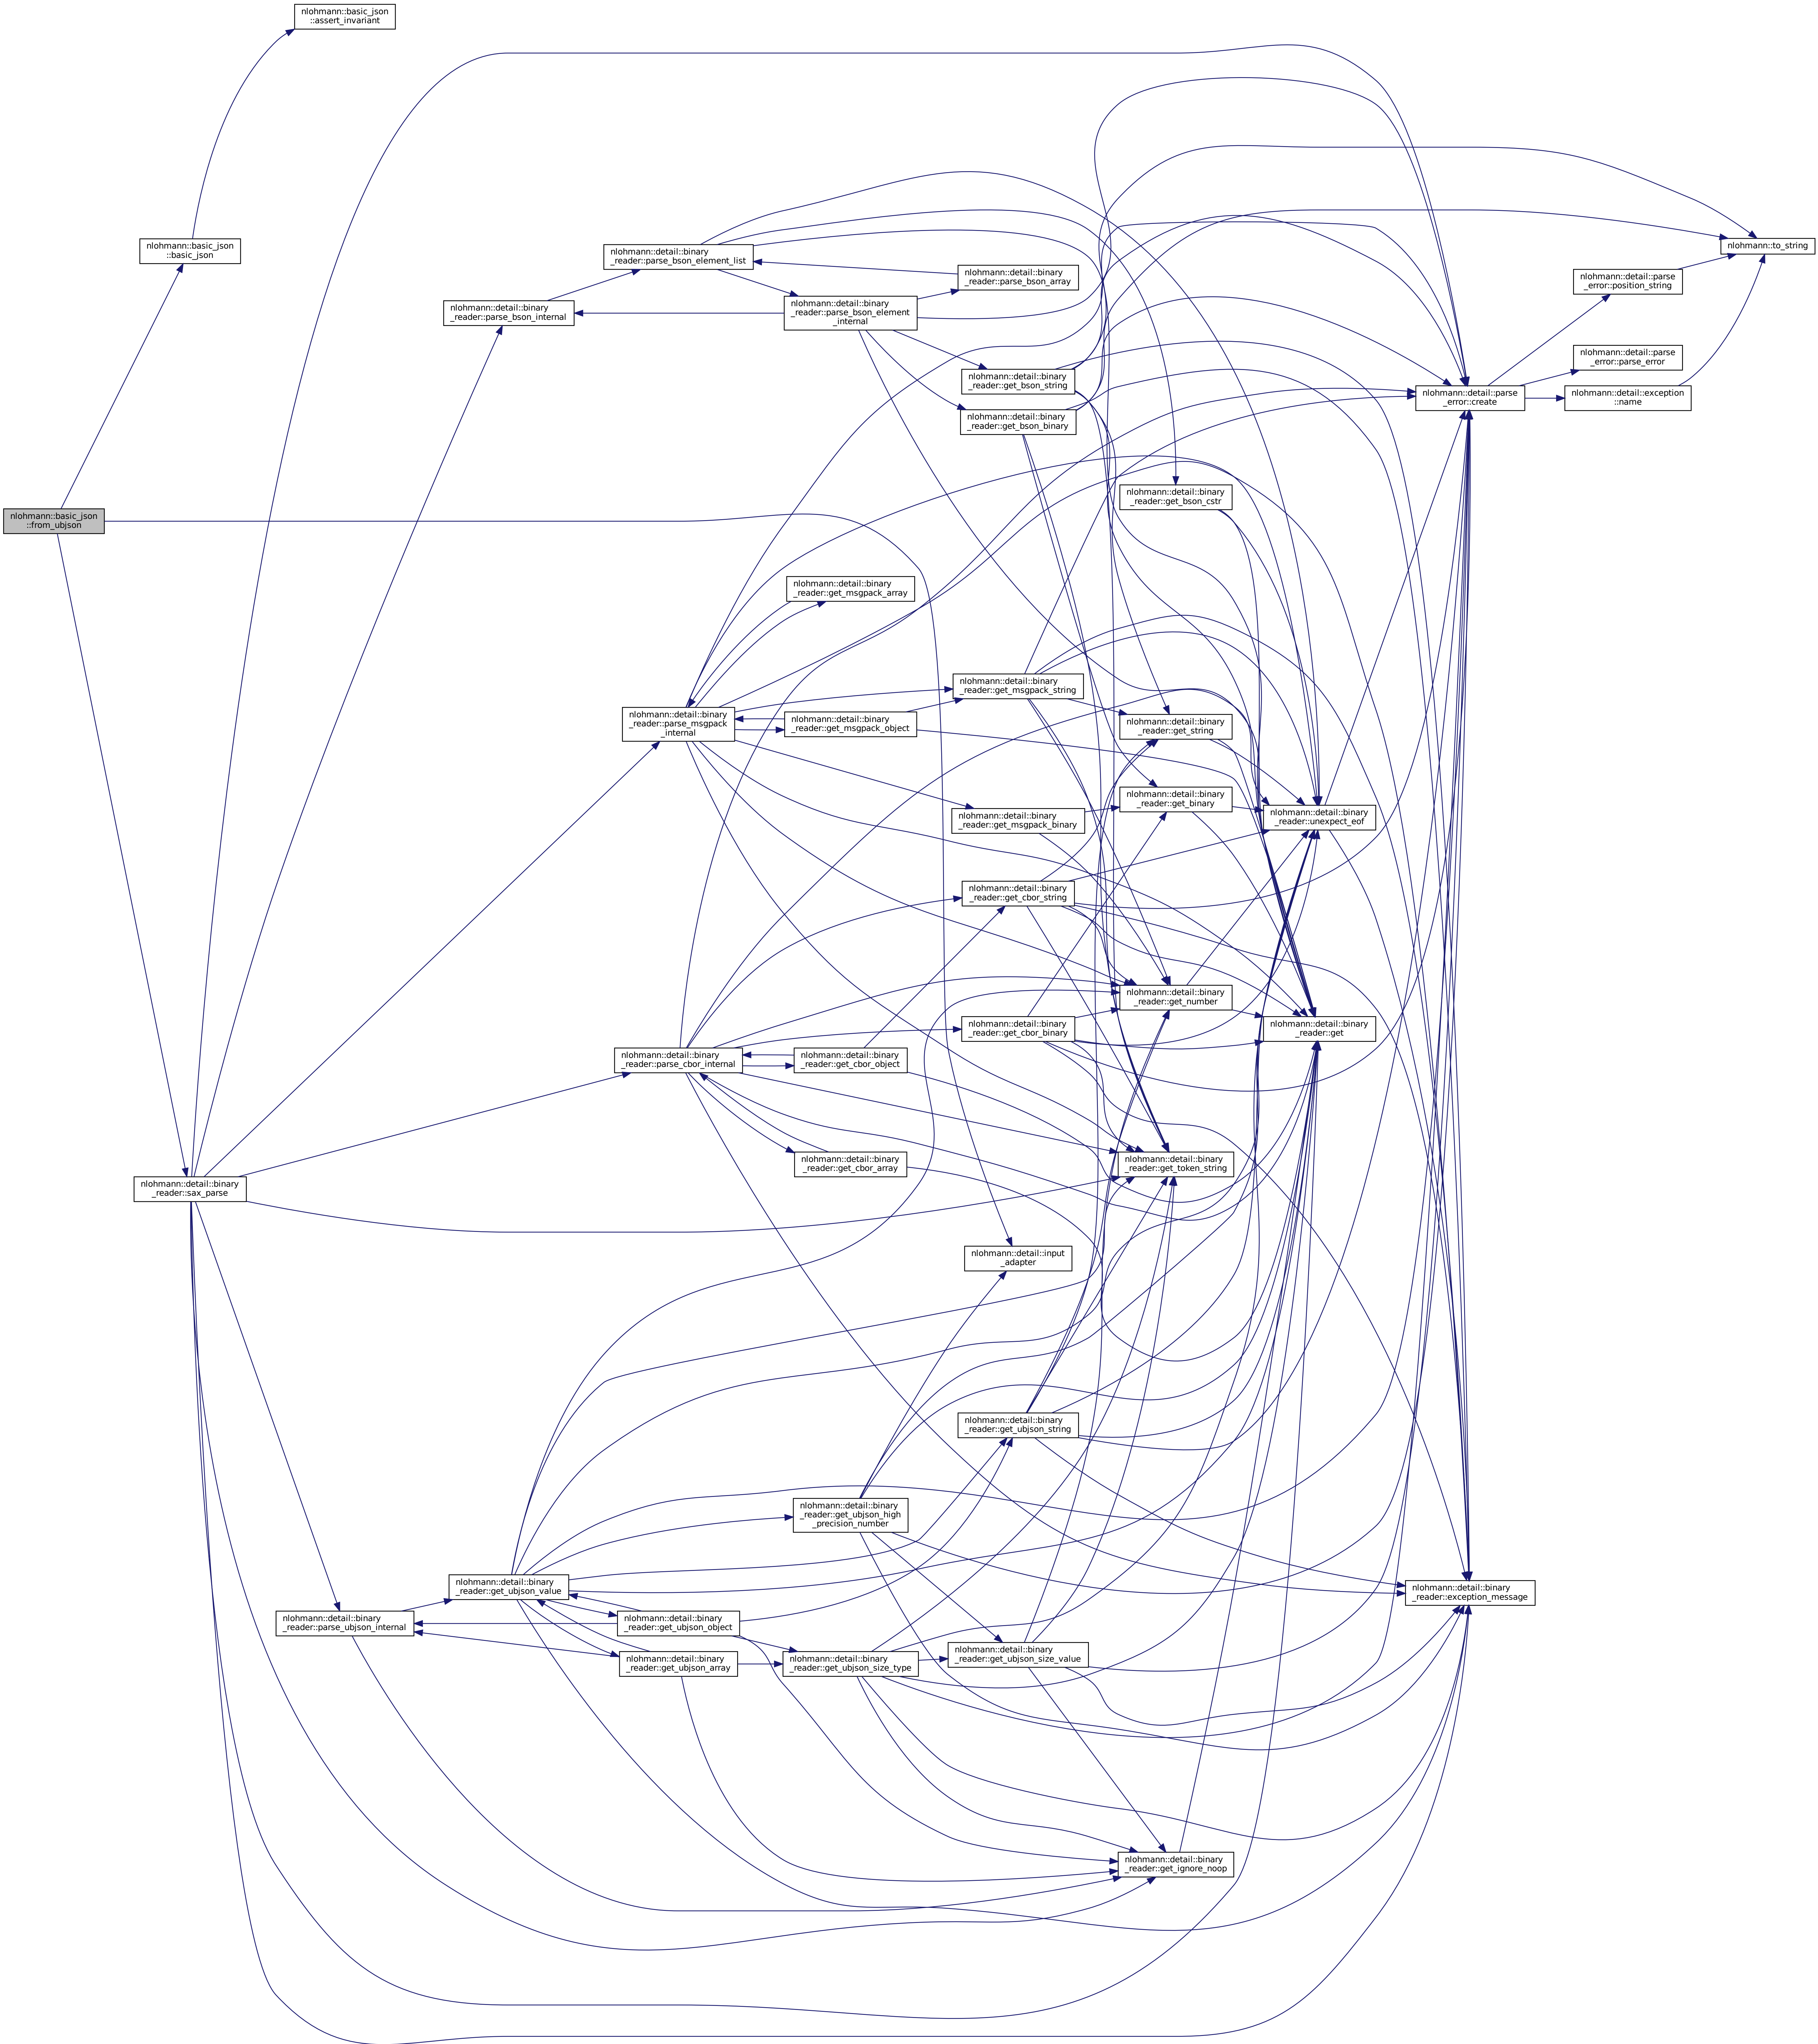 nlohmann::basic_json
::assert_invariant
nlohmann::basic_json
::basic_json
nlohmann::to_string
nlohmann::detail::binary
_reader::parse_bson_element_list
nlohmann::detail::binary
_reader::parse_bson_array
nlohmann::detail::parse
_error::position_string
nlohmann::detail::binary
_reader::parse_bson_internal
nlohmann::detail::binary
_reader::parse_bson_element
_internal
nlohmann::detail::parse
_error::parse_error
nlohmann::detail::binary
_reader::get_bson_string
nlohmann::detail::parse
_error::create
nlohmann::detail::exception
::name
nlohmann::detail::binary
_reader::get_bson_binary
nlohmann::detail::binary
_reader::get_bson_cstr
nlohmann::basic_json
::from_ubjson
nlohmann::detail::binary
_reader::get_msgpack_array
nlohmann::detail::binary
_reader::get_msgpack_string
nlohmann::detail::binary
_reader::parse_msgpack
_internal
nlohmann::detail::binary
_reader::get_msgpack_object
nlohmann::detail::binary
_reader::get_string
nlohmann::detail::binary
_reader::get_binary
nlohmann::detail::binary
_reader::get_msgpack_binary
nlohmann::detail::binary
_reader::unexpect_eof
nlohmann::detail::binary
_reader::get_cbor_string
nlohmann::detail::binary
_reader::get_number
nlohmann::detail::binary
_reader::get_cbor_binary
nlohmann::detail::binary
_reader::get
nlohmann::detail::binary
_reader::parse_cbor_internal
nlohmann::detail::binary
_reader::get_cbor_object
nlohmann::detail::binary
_reader::get_cbor_array
nlohmann::detail::binary
_reader::get_token_string
nlohmann::detail::binary
_reader::sax_parse
nlohmann::detail::input
_adapter
nlohmann::detail::binary
_reader::get_ubjson_string
nlohmann::detail::binary
_reader::get_ubjson_high
_precision_number
nlohmann::detail::binary
_reader::get_ubjson_value
nlohmann::detail::binary
_reader::exception_message
nlohmann::detail::binary
_reader::parse_ubjson_internal
nlohmann::detail::binary
_reader::get_ubjson_object
nlohmann::detail::binary
_reader::get_ubjson_array
nlohmann::detail::binary
_reader::get_ubjson_size_type
nlohmann::detail::binary
_reader::get_ubjson_size_value
nlohmann::detail::binary
_reader::get_ignore_noop